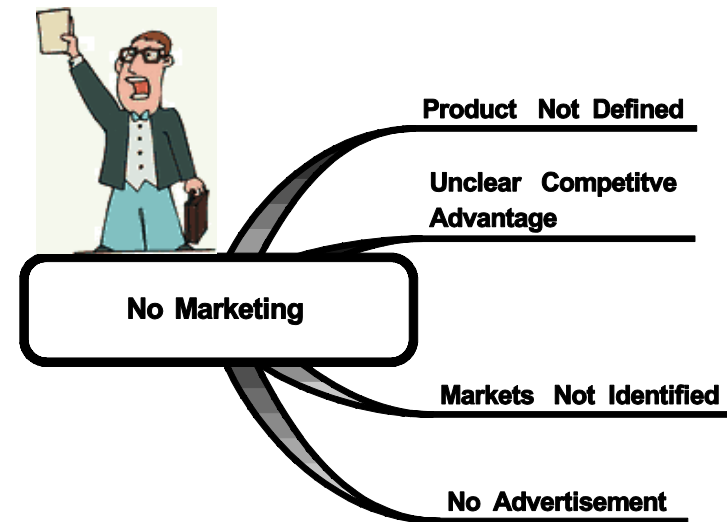 Product Not Defined
Unclear Competitve
Advantage
No Marketing
Markets Not Identified
No Advertisement